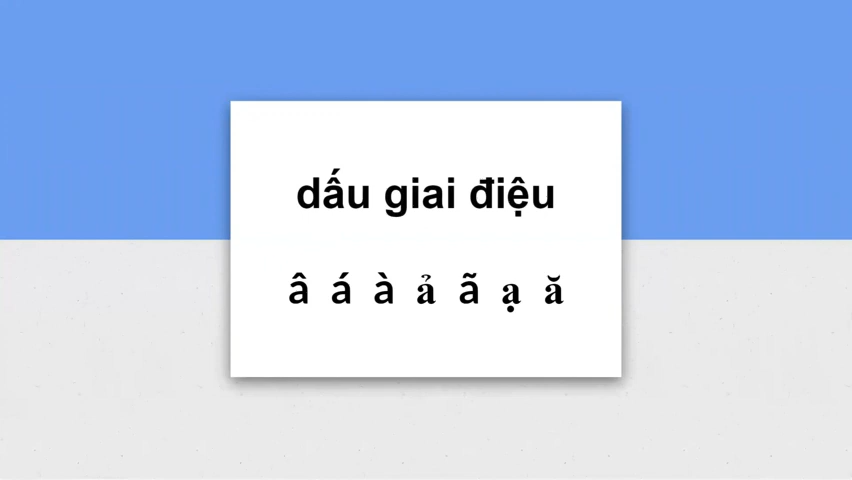 dấu giai điệu
â á à ả ã ạ ă